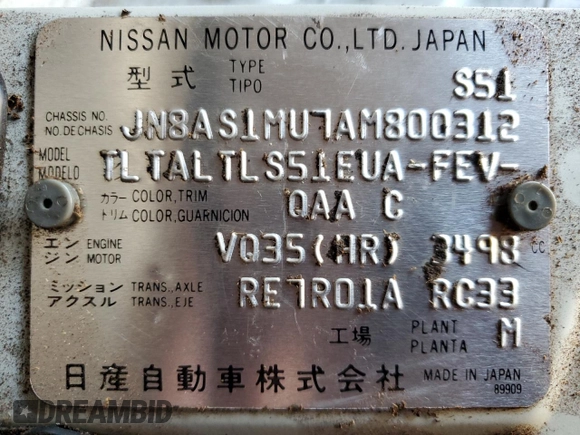 NISSAN MOTOR CO.,LTD. JAPAN
型式 TYPE TIPO S51
CHASSIS NO. NO. DE CHASIS JN8AS1MU7AM800312
MODEL MODELO TLTALTLS51EUA-FEV-
カラー COLOR,TRIM
トリム COLOR,GUARNICION QAA C
エンジン ENGINE MOTOR VQ35(HR) 3498 CC
ミッション TRANS.,AXLE
アクスル TRANS.,EJE RE7R01A RC33
工場 PLANT PLANTA M
日産自動車株式会社 MADE IN JAPAN
89909
DREAMBID